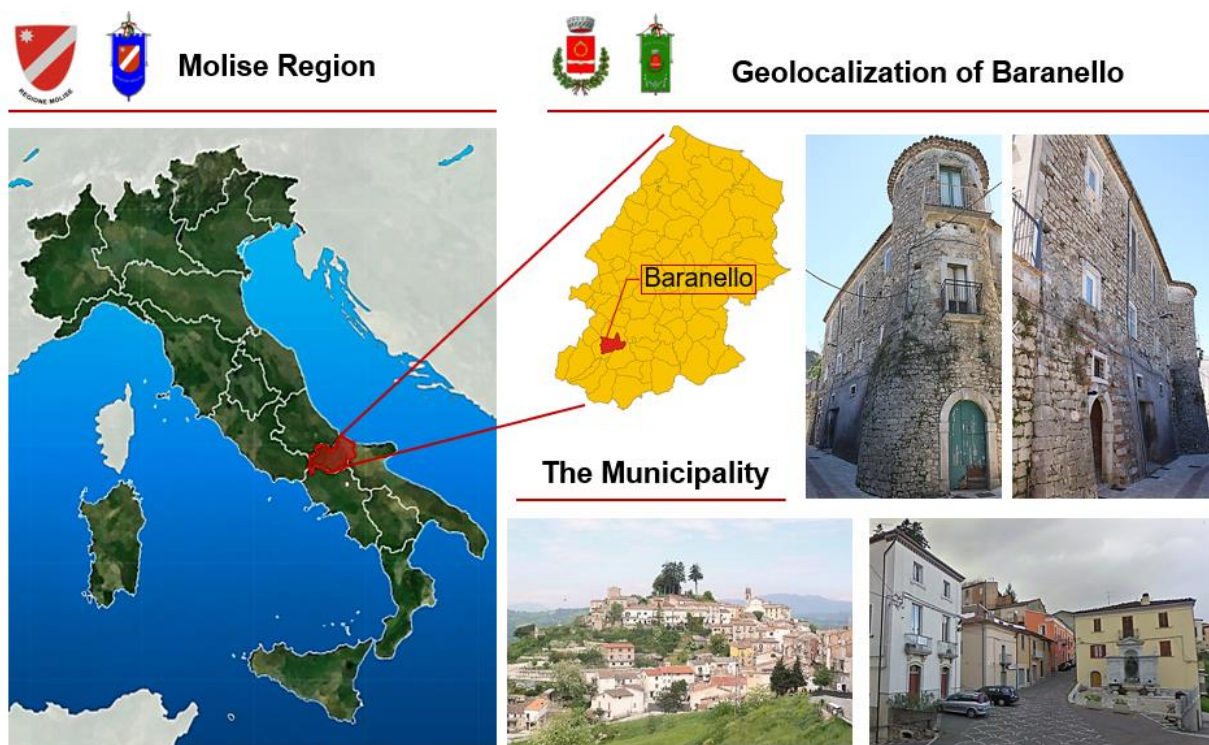 Molise Region
Geolocalization of Baranello
REGIONE MOLISE
Baranello
The Municipality